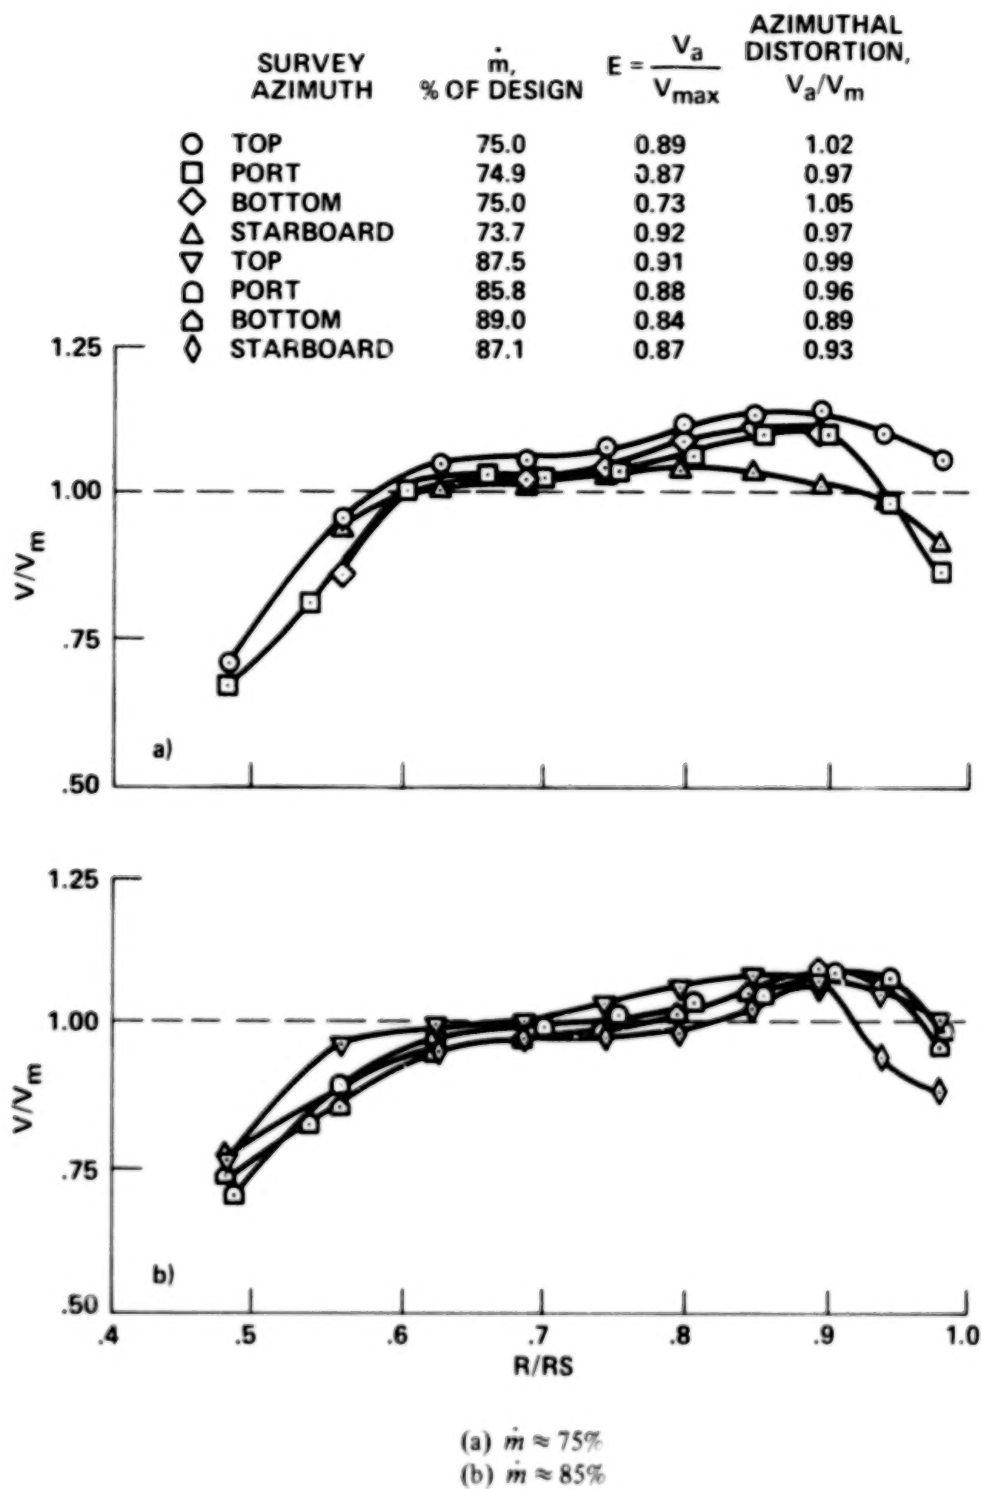 SURVEY AZIMUTH ṁ, % OF DESIGN E = Va/Vmax AZIMUTHAL DISTORTION, Va/Vm
TOP 75.0 0.89 1.02
PORT 74.9 0.87 0.97
BOTTOM 75.0 0.73 1.05
STARBOARD 73.7 0.92 0.97
TOP 87.5 0.91 0.99
PORT 85.8 0.88 0.96
BOTTOM 89.0 0.84 0.89
STARBOARD 87.1 0.87 0.93
1.25
1.00
V/Vm
.75
a)
.50
1.25
1.00
V/Vm
.75
b)
.50
.4 .5 .6 .7 .8 .9 1.0
R/RS
(a) ṁ ≈ 75%
(b) ṁ ≈ 85%